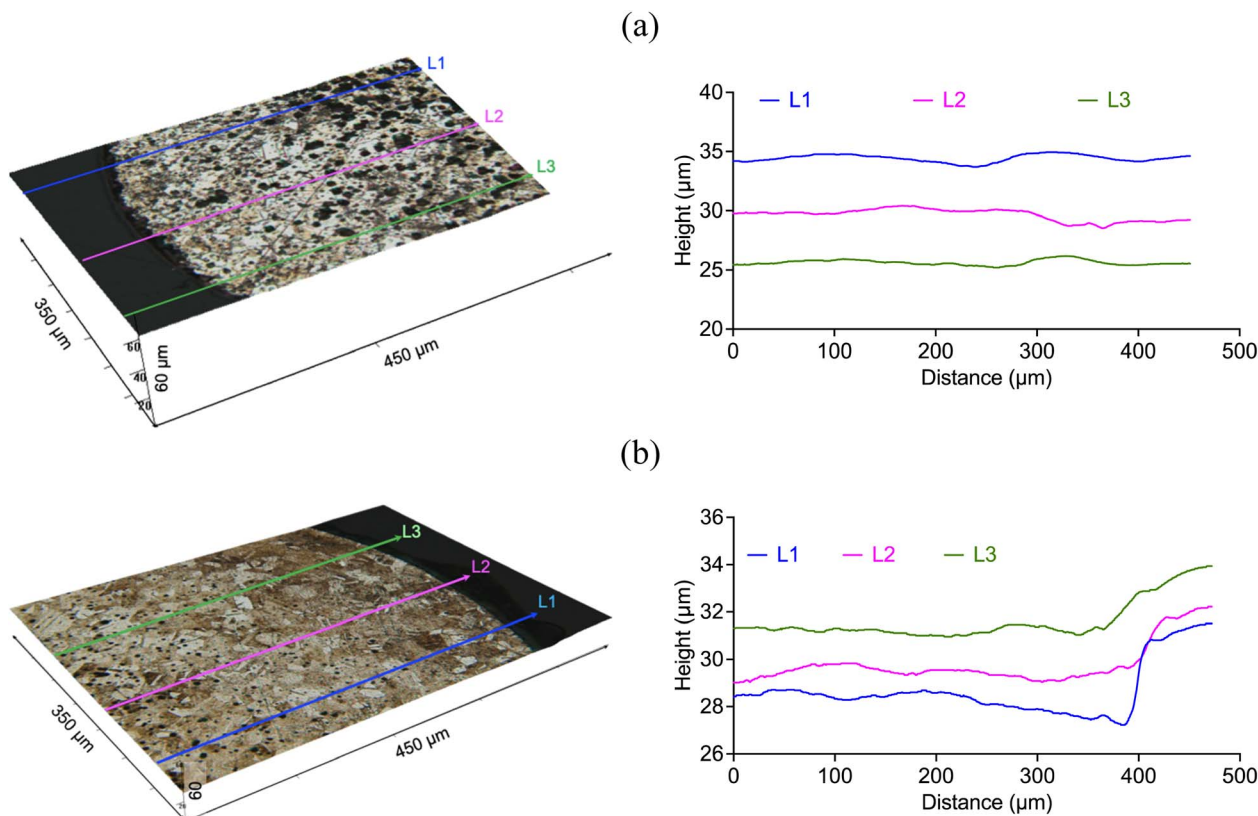 (a)
L1
L2
L3
350 µm
60
40
20
60 µm
450 µm
L1 L2 L3
Height (µm)
40
35
30
25
20
0 100 200 300 400 500
Distance (µm)
(b)
L3
L2
L1
350 µm
60
20
450 µm
L1 L2 L3
Height (µm)
36
34
32
30
28
26
0 100 200 300 400 500
Distance (µm)